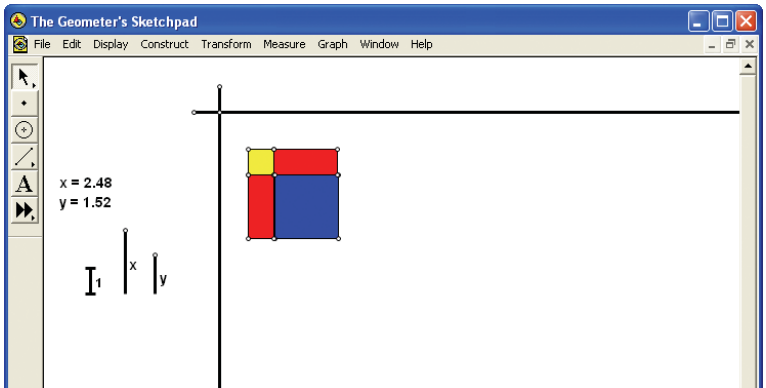 The Geometer's Sketchpad
File Edit Display Construct Transform Measure Graph Window Help
A
x = 2.48
y = 1.52
1
x
y